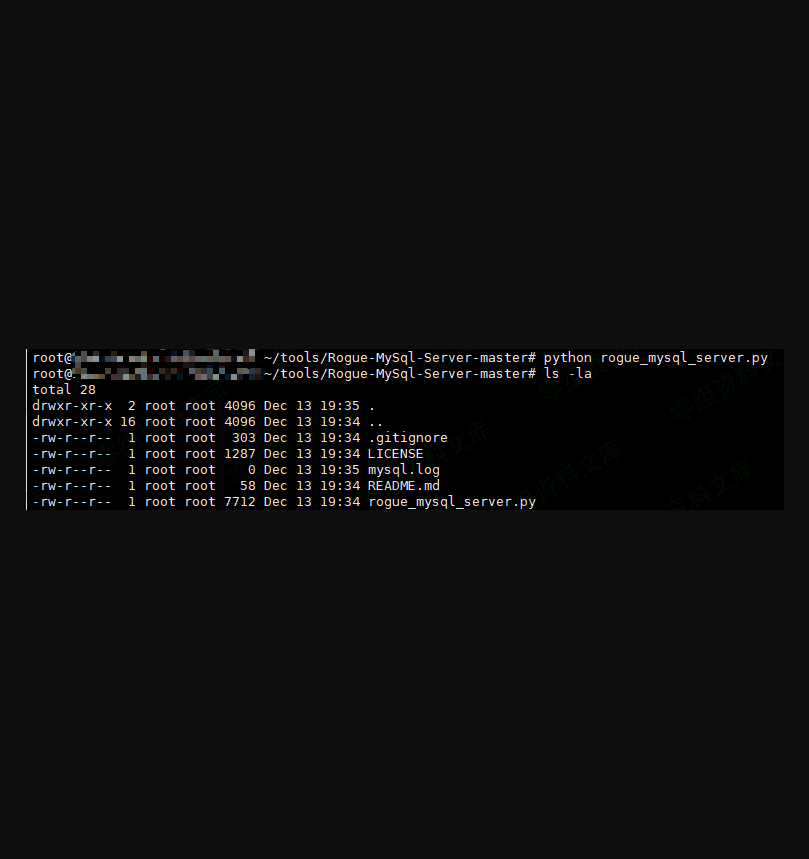 root@ ~/tools/Rogue-MySql-Server-master# python rogue_mysql_server.py
root@ ~/tools/Rogue-MySql-Server-master# ls -la
total 28
drwxr-xr-x  2 root root 4096 Dec 13 19:35 .
drwxr-xr-x 16 root root 4096 Dec 13 19:34 ..
-rw-r--r--  1 root root  303 Dec 13 19:34 .gitignore
-rw-r--r--  1 root root 1287 Dec 13 19:34 LICENSE
-rw-r--r--  1 root root    0 Dec 13 19:35 mysql.log
-rw-r--r--  1 root root   58 Dec 13 19:34 README.md
-rw-r--r--  1 root root 7712 Dec 13 19:34 rogue_mysql_server.py